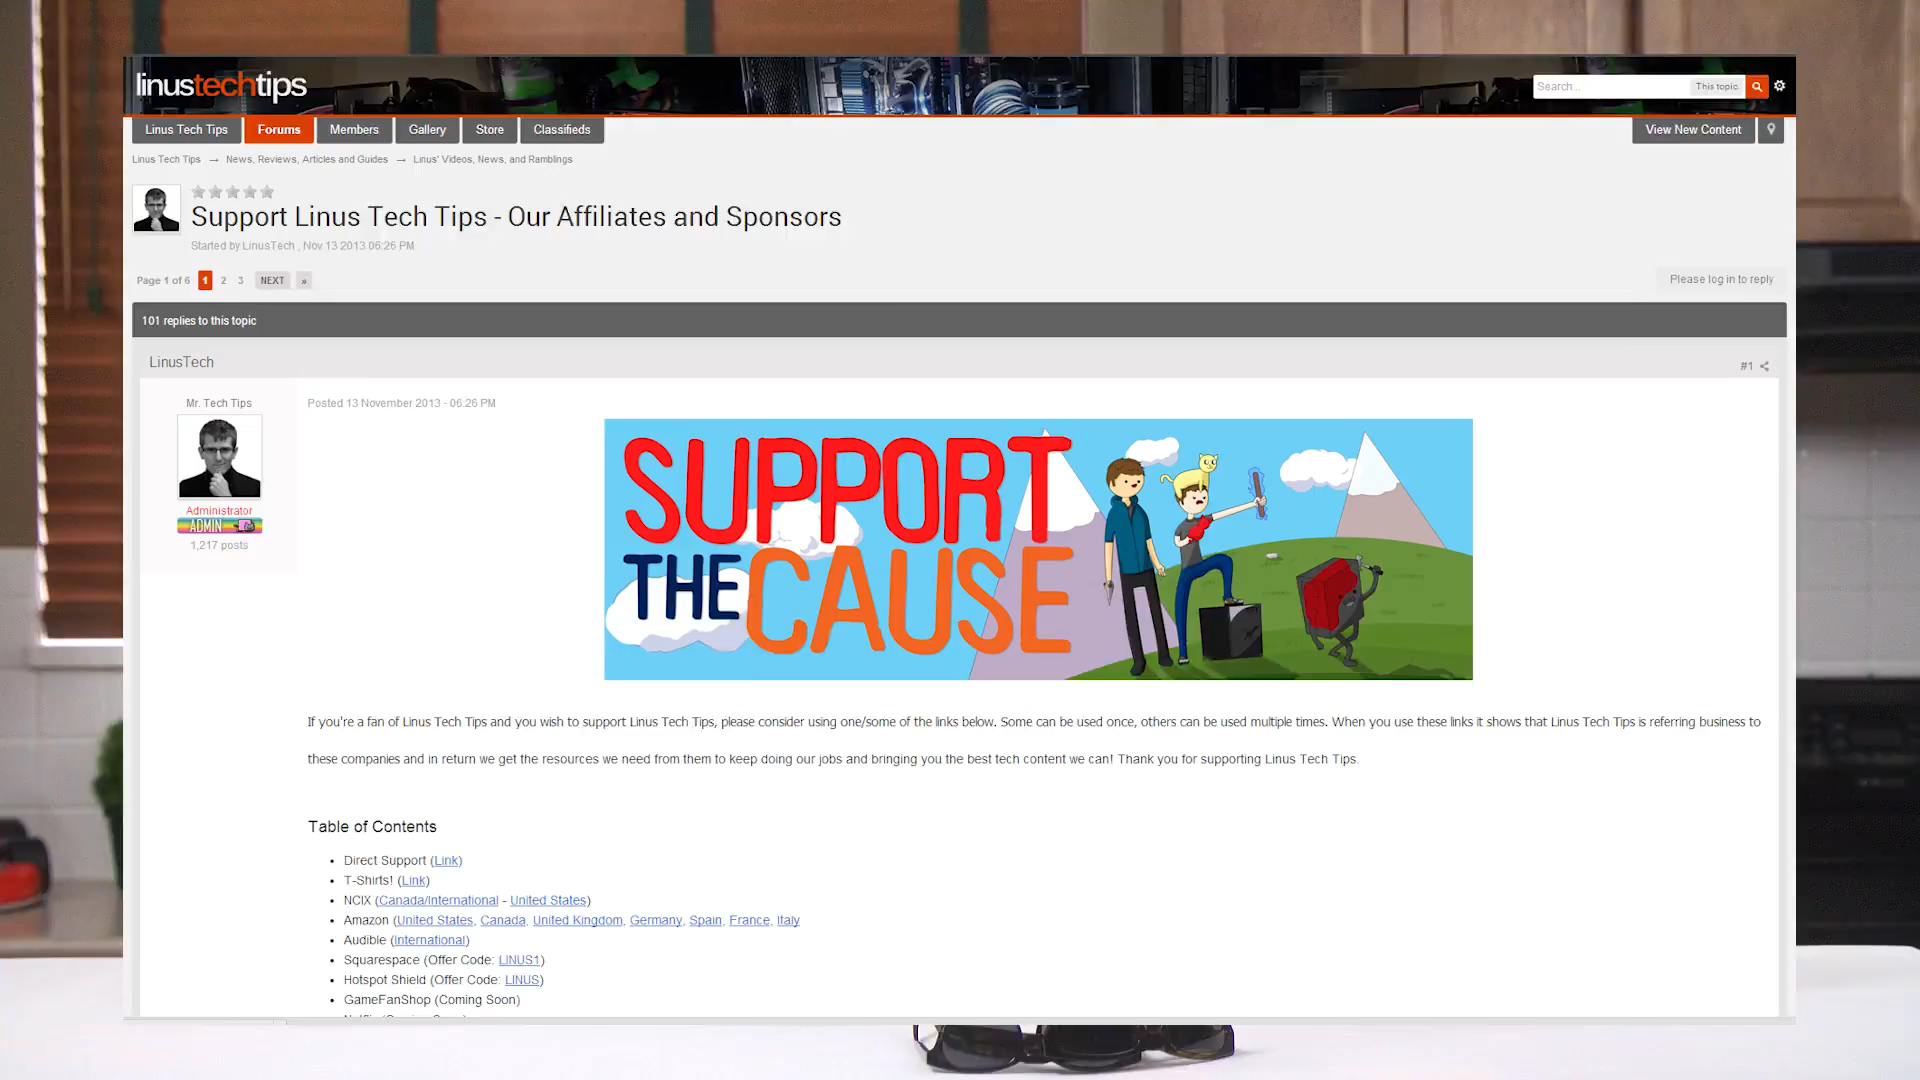 linustechtips
Search...
This topic
Linus Tech Tips
Forums
Members
Gallery
Store
Classifieds
View New Content
Linus Tech Tips → News, Reviews, Articles and Guides → Linus' Videos, News, and Ramblings
Support Linus Tech Tips - Our Affiliates and Sponsors
Started by LinusTech , Nov 13 2013 06:26 PM
Page 1 of 6 1 2 3 NEXT »
Please log in to reply
101 replies to this topic
LinusTech
#1
Mr. Tech Tips
Posted 13 November 2013 - 06:26 PM
SUPPORT
THE CAUSE
Administrator
ADMIN
1,217 posts
If you're a fan of Linus Tech Tips and you wish to support Linus Tech Tips, please consider using one/some of the links below. Some can be used once, others can be used multiple times. When you use these links it shows that Linus Tech Tips is referring business to
these companies and in return we get the resources we need from them to keep doing our jobs and bringing you the best tech content we can! Thank you for supporting Linus Tech Tips.
Table of Contents
• Direct Support (Link)
• T-Shirts! (Link)
• NCIX (Canada/International - United States)
• Amazon (United States, Canada, United Kingdom, Germany, Spain, France, Italy
• Audible (International)
• Squarespace (Offer Code: LINUS1)
• Hotspot Shield (Offer Code: LINUS)
• GameFanShop (Coming Soon)